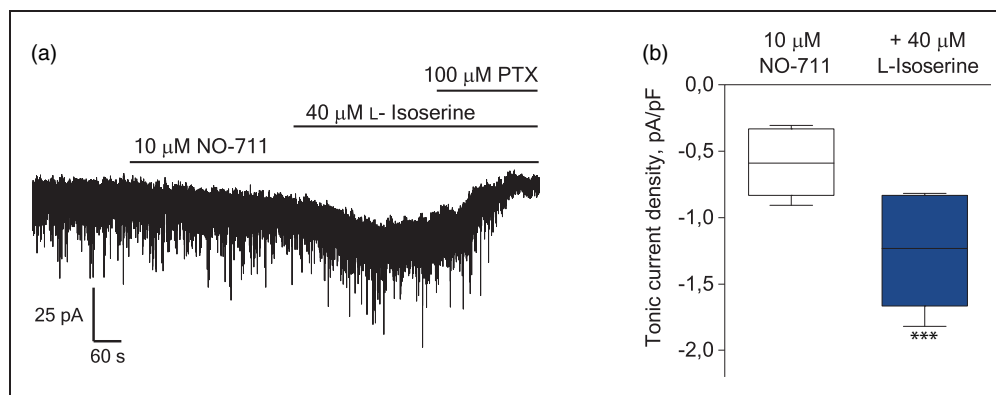 (a)
100 μM PTX
40 μM L- Isoserine
10 μM NO-711
25 pA
60 s
(b)
10 μM
NO-711
+ 40 μM
L-Isoserine
Tonic current density, pA/pF
0,0
-0,5
-1,0
-1,5
-2,0
***